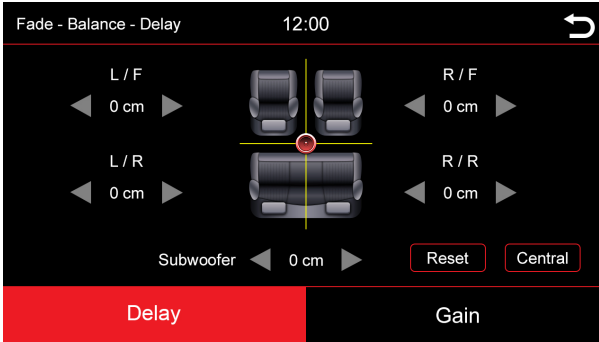 Fade - Balance - Delay 12:00
L / F R / F
0 cm 0 cm
L / R R / R
0 cm 0 cm
Subwoofer 0 cm Reset Central
Delay Gain